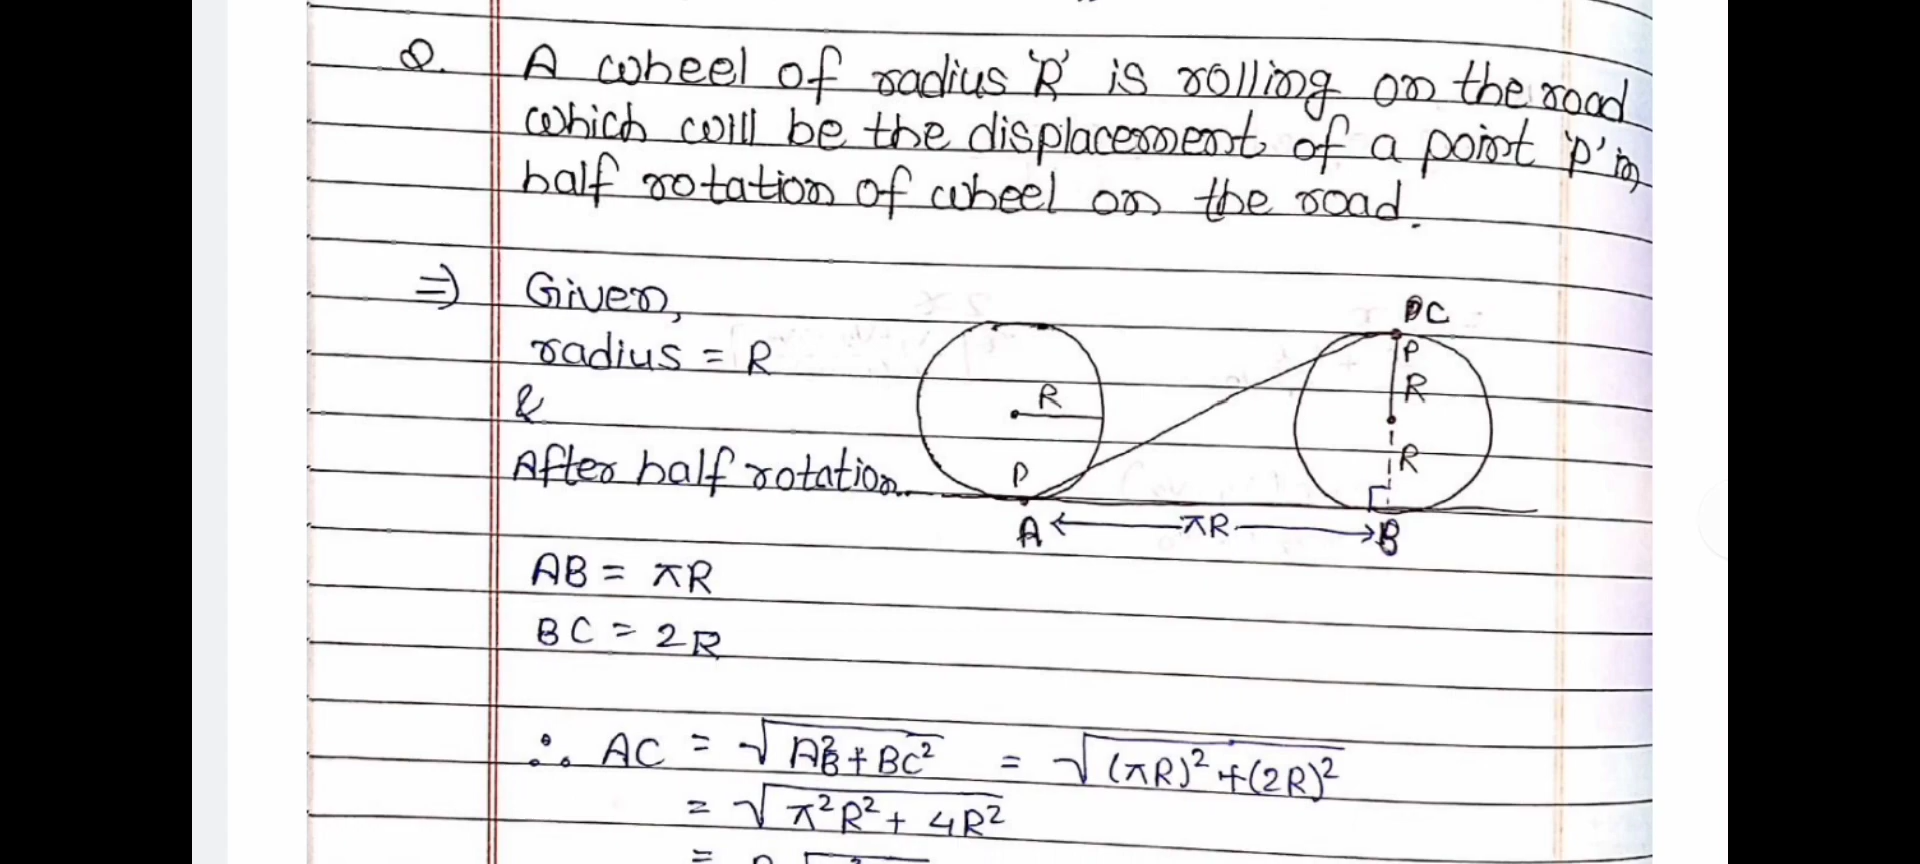 Q. A wheel of radius 'R' is rolling on the road
which will be the displacement of a point 'p' in
half rotation of wheel on the road.
⇒ Given,
radius = R
&
After half rotation
R
P
A
πR
B
C
P
R
R
AB = πR
BC = 2R
∴ AC = √AB²+BC² = √(πR)²+(2R)²
= √π²R² + 4R²
=